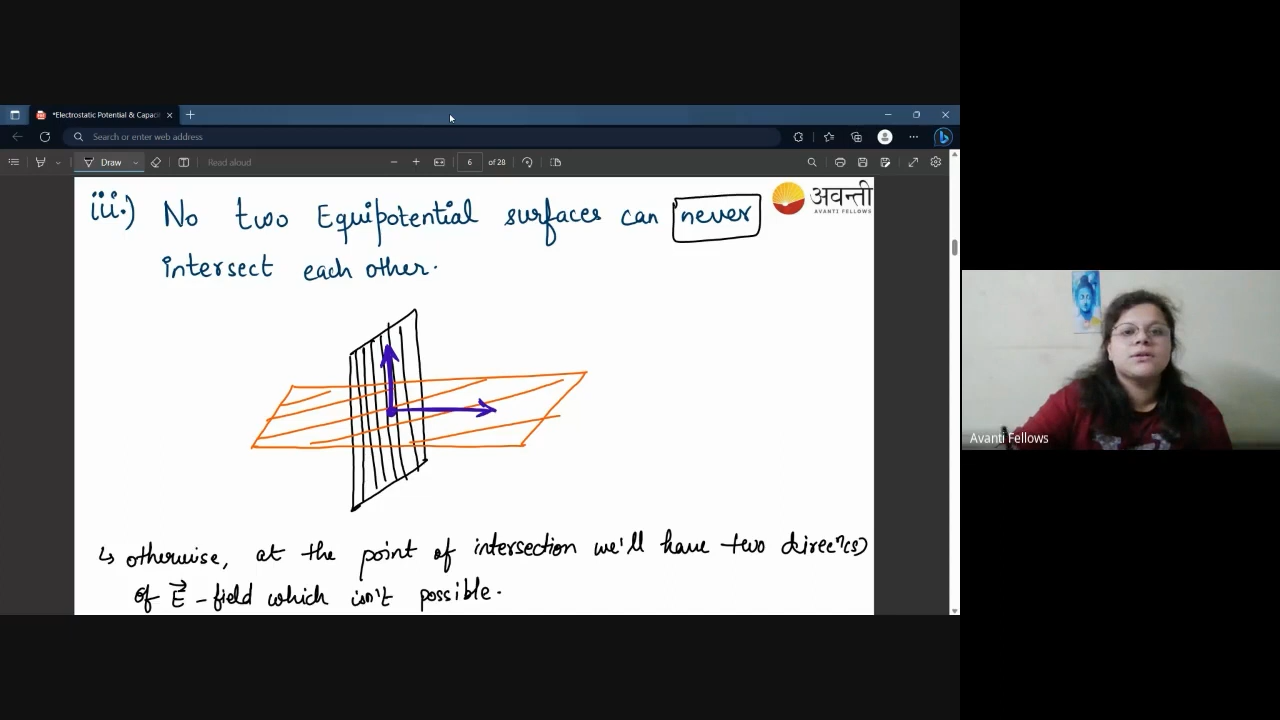 *Electrostatic Potential & Capaci
Search or enter web address
Draw
Read aloud
6 of 28
अवन्ती
AVANTI FELLOWS
iii.) No two Equipotential surfaces can never
intersect each other.
↳ otherwise, at the point of intersection we'll have two direcⁿ(s)
of E⃗ - field which isn't possible.
Avanti Fellows